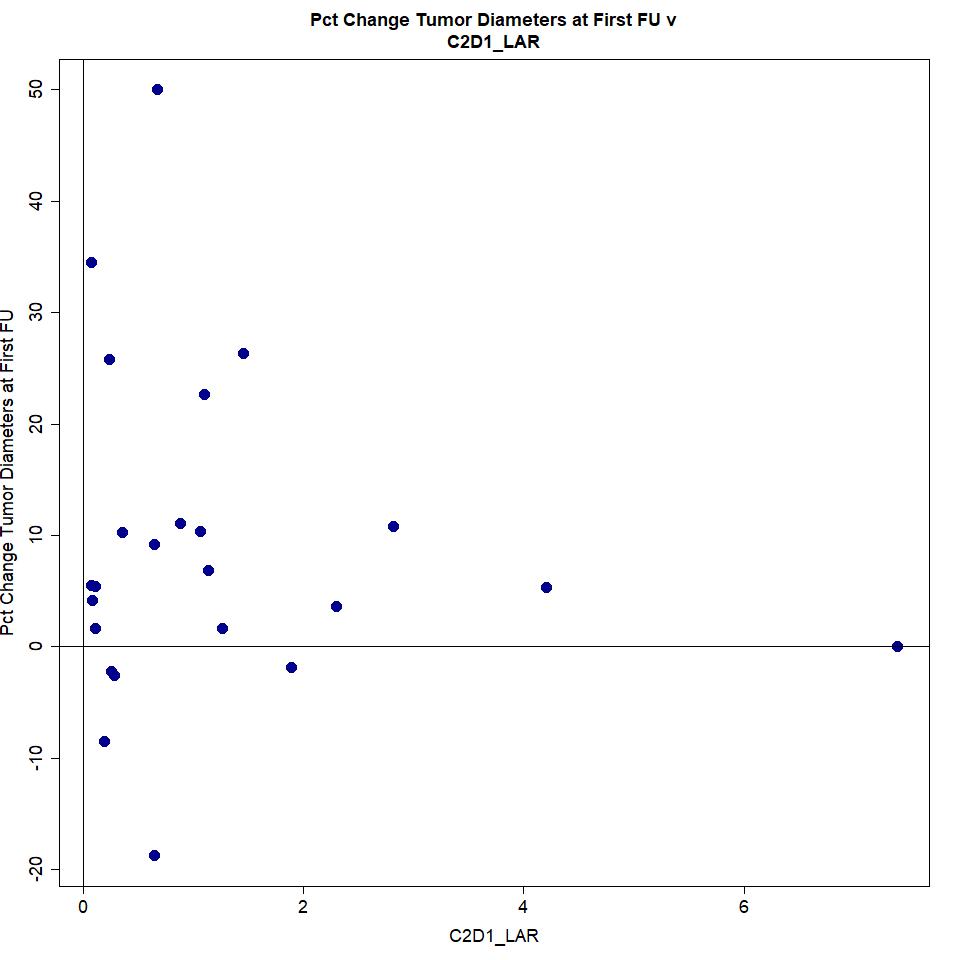 Pct Change Tumor Diameters at First FU v
C2D1_LAR
Pct Change Tumor Diameters at First FU
50
40
30
20
10
0
-10
-20
0 2 4 6
C2D1_LAR